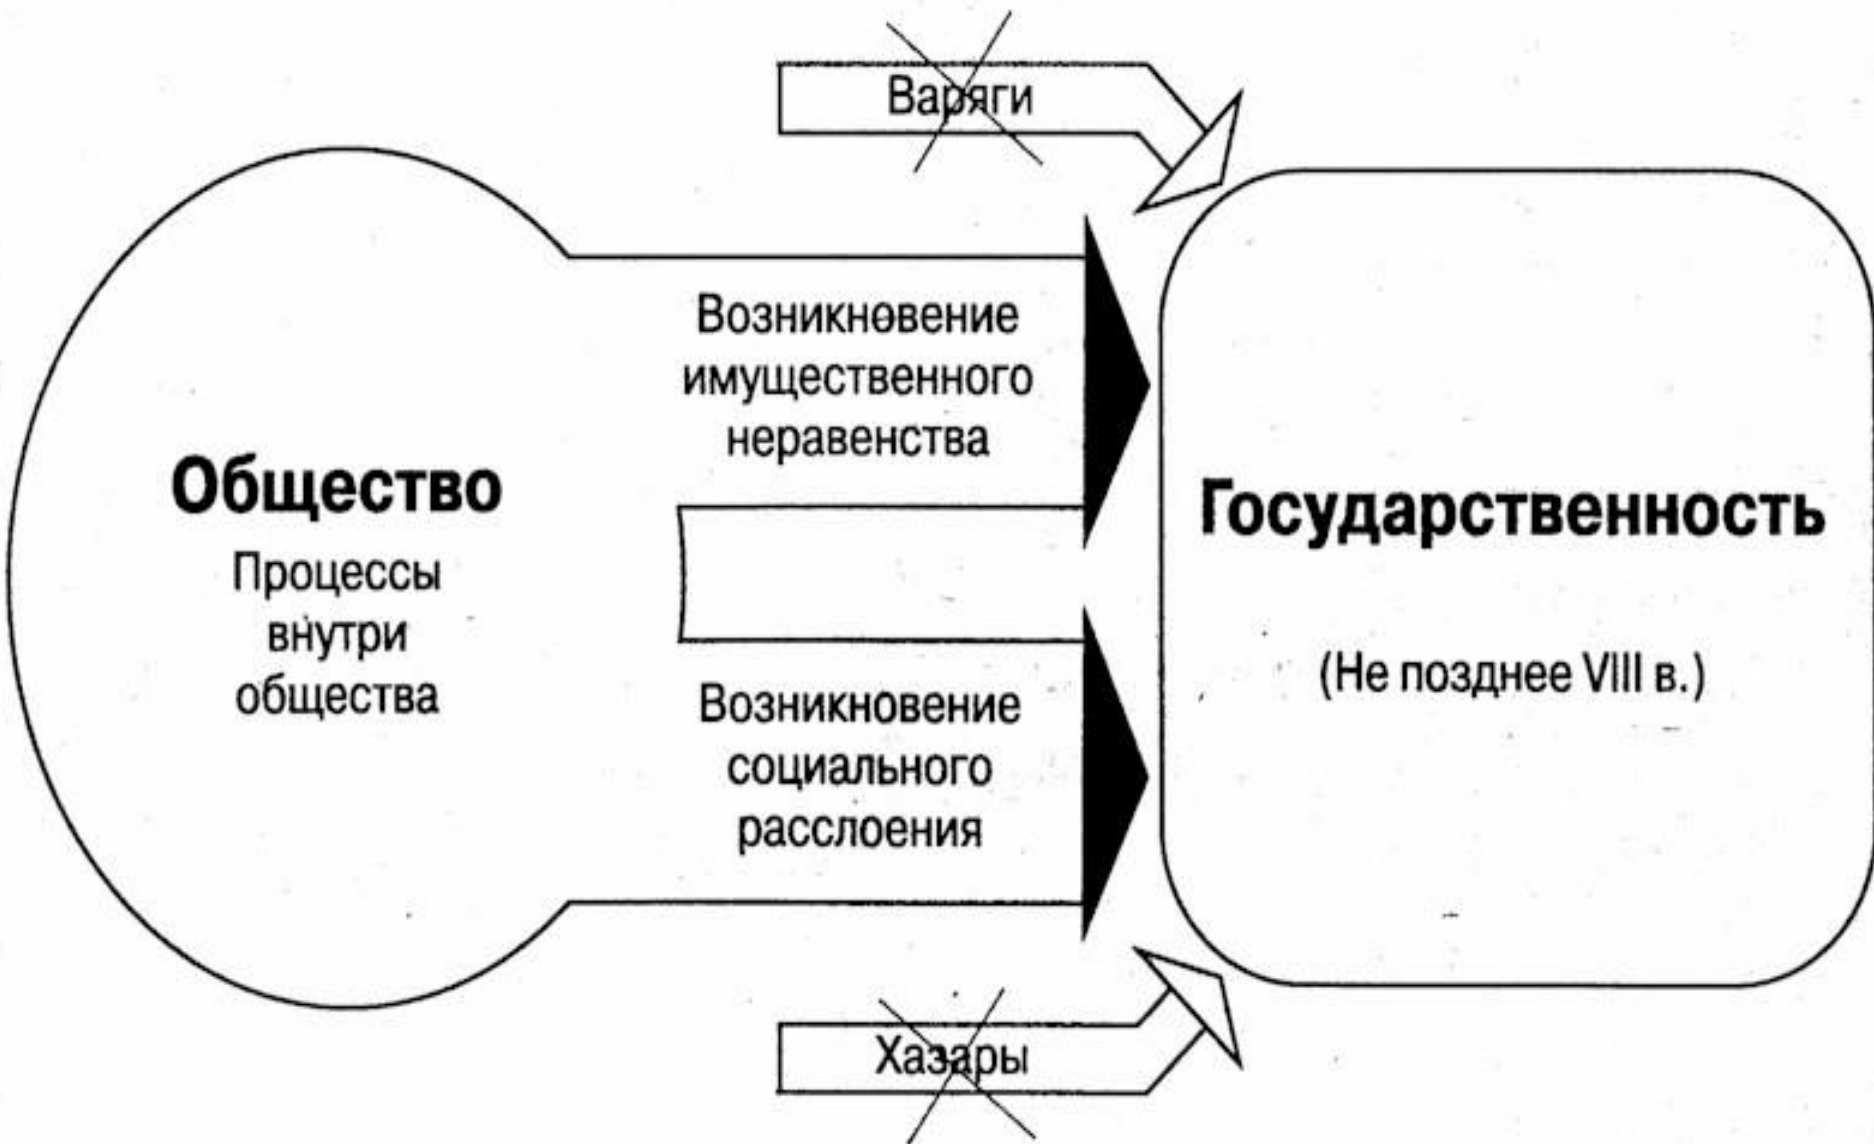 Варяги
Возникновение
имущественного
неравенства
Общество
Процессы
внутри
общества
Государственность
(Не позднее VIII в.)
Возникновение
социального
расслоения
Хазары